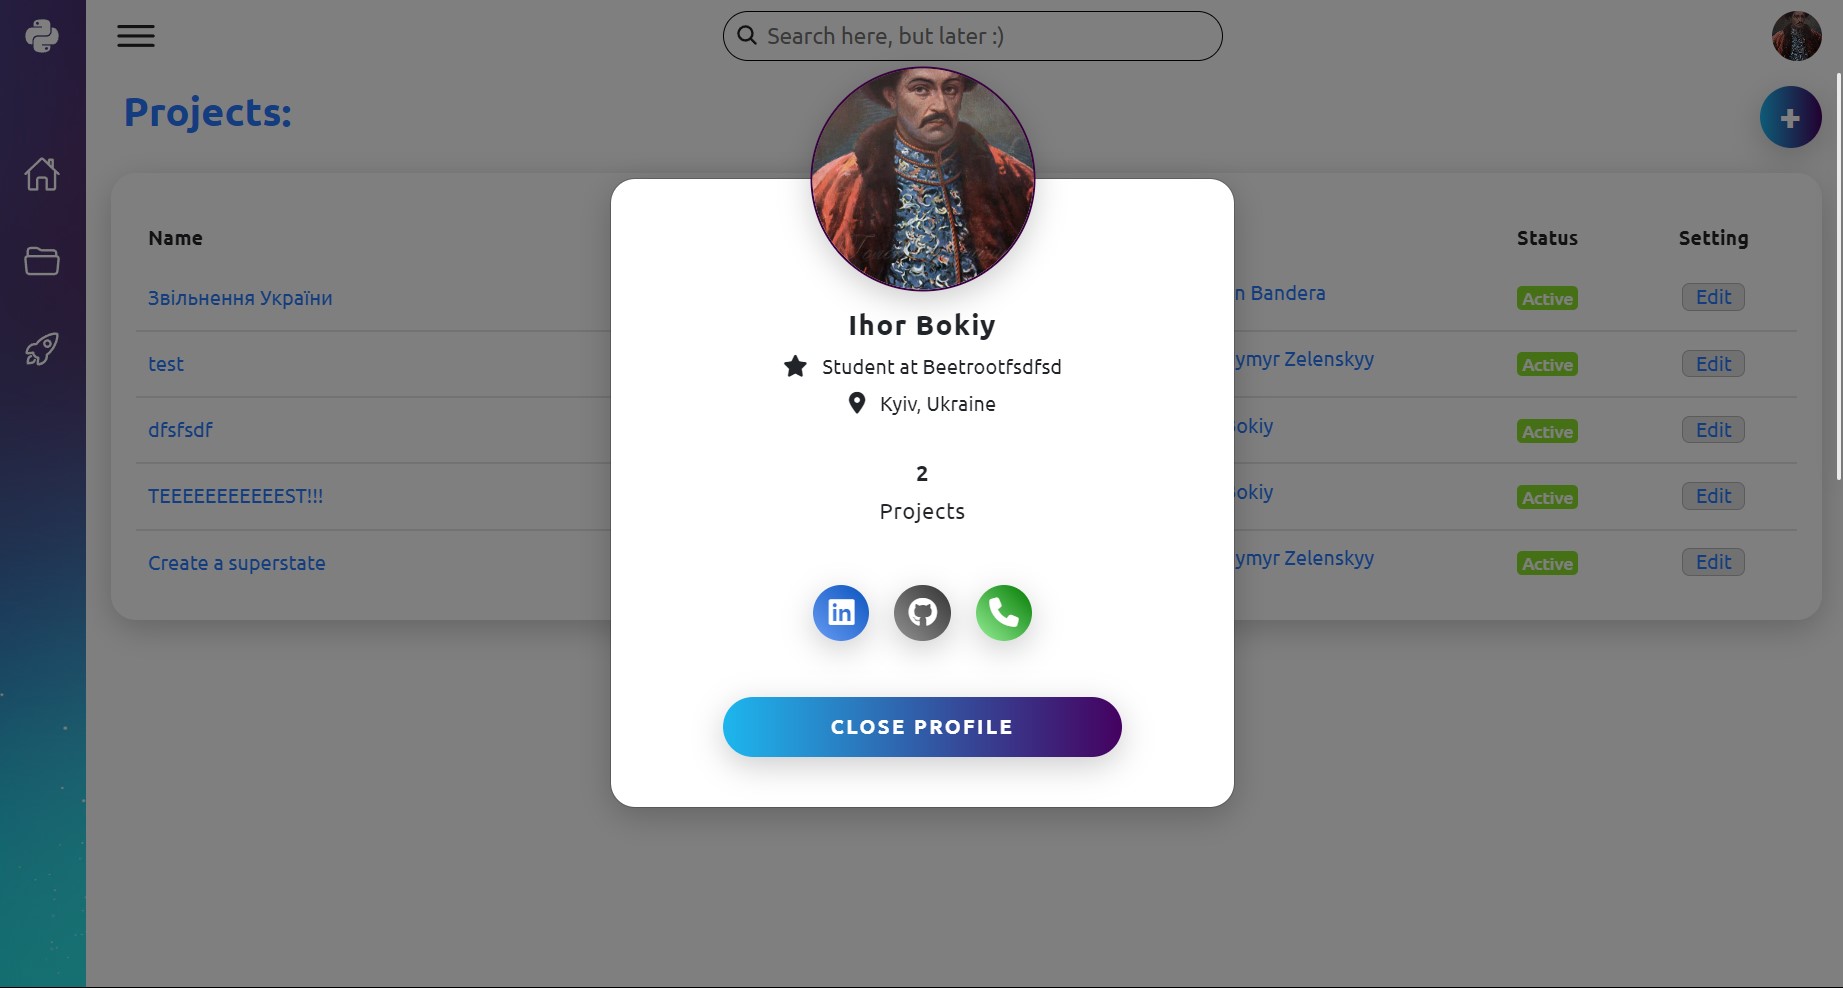 Search here, but later :)
Projects:
+
Name
Status
Setting
Звільнення України
n Bandera
Active
Edit
test
ymyr Zelenskyy
Active
Edit
dfsfsdf
okiy
Active
Edit
TEEEEEEEEEEEST!!!
okiy
Active
Edit
Create a superstate
ymyr Zelenskyy
Active
Edit
Ihor Bokiy
Student at Beetrootfsdfsd
Kyiv, Ukraine
2
Projects
in
CLOSE PROFILE